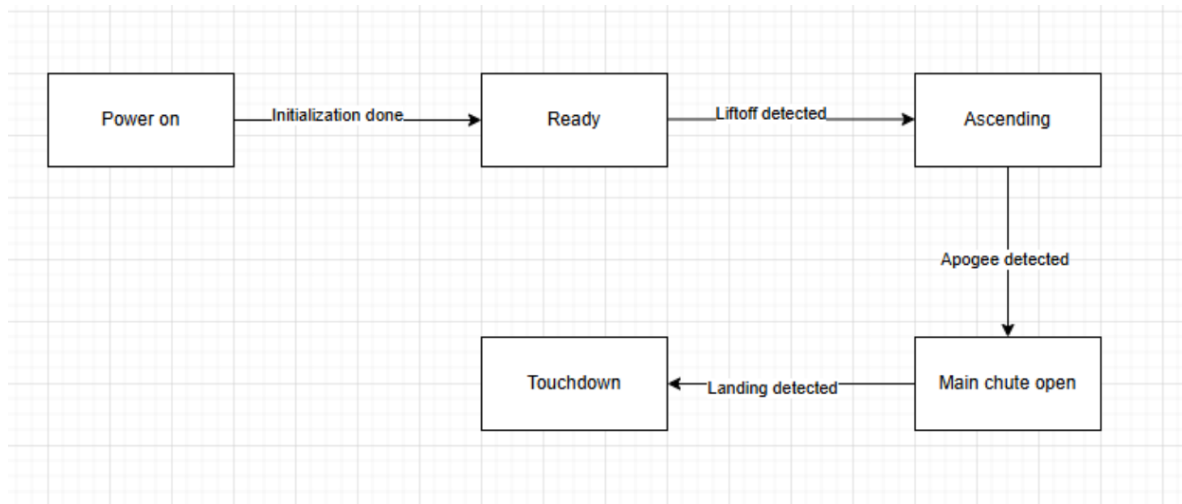 Power on
Initialization done
Ready
Liftoff detected
Ascending
Apogee detected
Main chute open
Landing detected
Touchdown